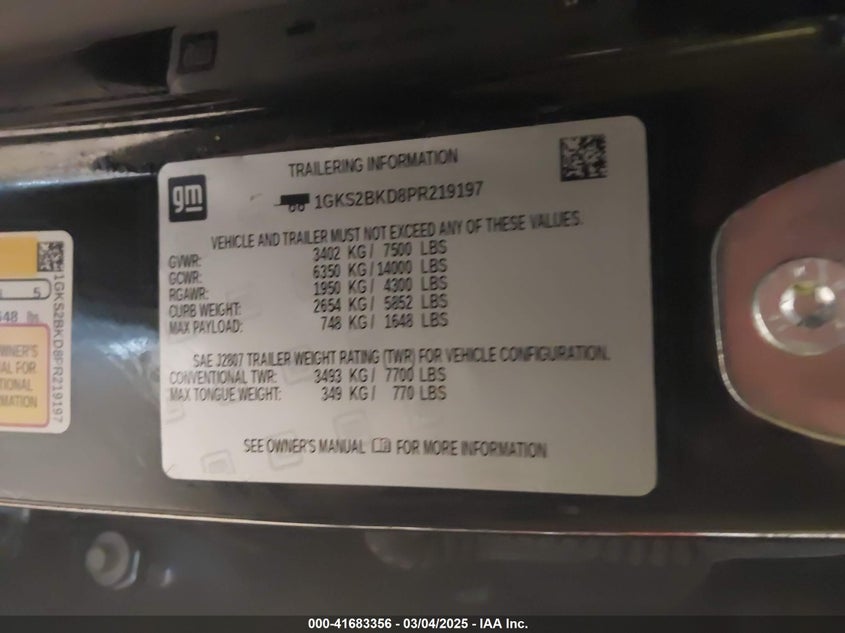 TRAILERING INFORMATION
gm
1GKS2BKD8PR219197
VEHICLE AND TRAILER MUST NOT EXCEED ANY OF THESE VALUES.
GVWR: 3402 KG / 7500 LBS
GCWR: 6350 KG / 14000 LBS
RGAWR: 1950 KG / 4300 LBS
CURB WEIGHT: 2654 KG / 5852 LBS
MAX PAYLOAD: 748 KG / 1648 LBS
SAE J2807 TRAILER WEIGHT RATING (TWR) FOR VEHICLE CONFIGURATION.
CONVENTIONAL TWR: 3493 KG / 7700 LBS
MAX TONGUE WEIGHT: 349 KG / 770 LBS
SEE OWNER'S MANUAL FOR MORE INFORMATION
5
648 lbs
OWNER'S
1GKS2BKD8PR219197
000-41683356 - 03/04/2025 - IAA Inc.